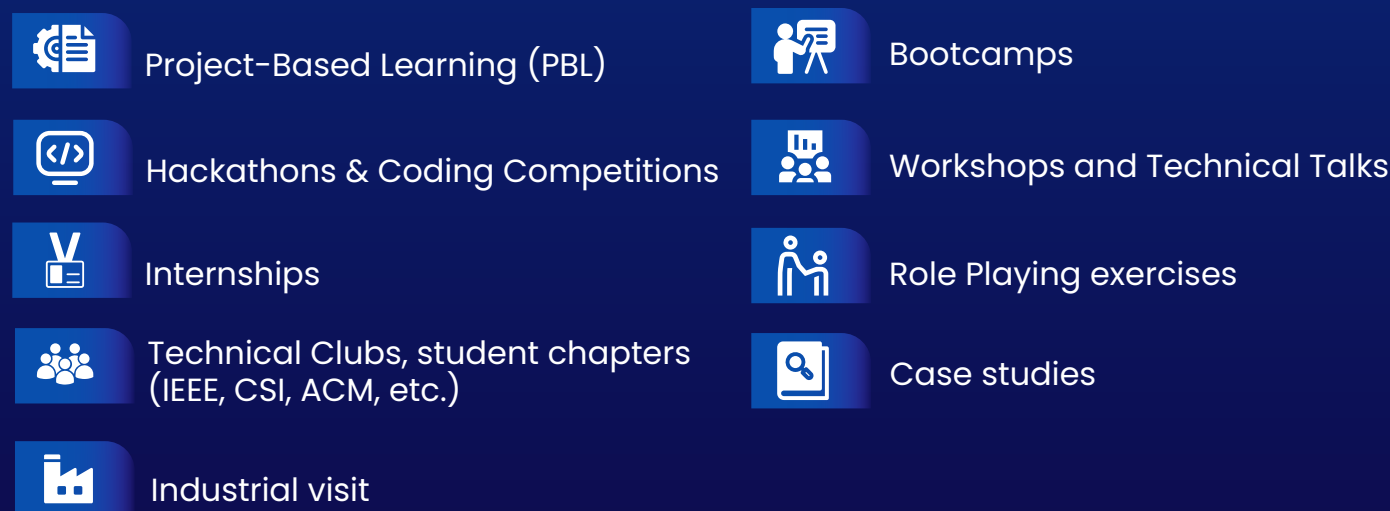 Project-Based Learning (PBL)
Hackathons & Coding Competitions
Internships
Technical Clubs, student chapters
(IEEE, CSI, ACM, etc.)
Industrial visit
Bootcamps
Workshops and Technical Talks
Role Playing exercises
Case studies